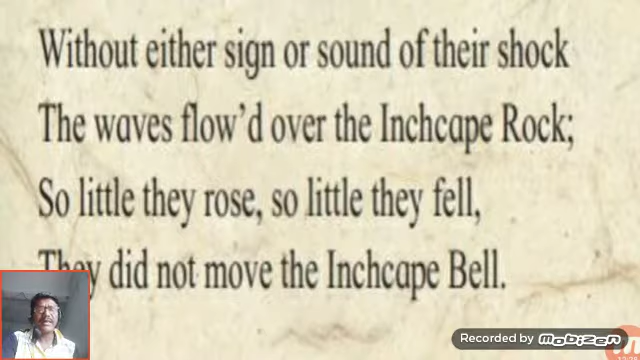 Without either sign or sound of their shock
The waves flow'd over the Inchcape Rock;
So little they rose, so little they fell,
They did not move the Inchcape Bell.
Recorded by MOBIZEN